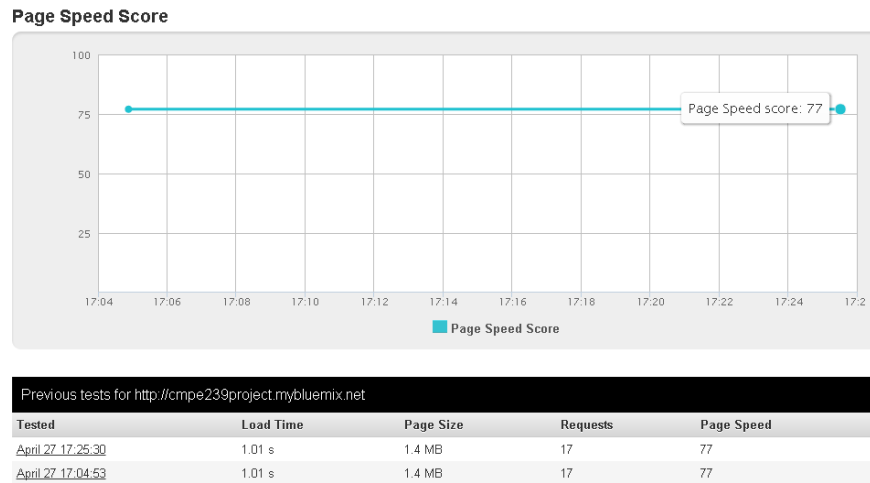 Page Speed Score
100
75
50
25
Page Speed score: 77
17:04 17:06 17:08 17:10 17:12 17:14 17:16 17:18 17:20 17:22 17:24 17:2
Page Speed Score
Previous tests for http://cmpe239project.mybluemix.net
Tested Load Time Page Size Requests Page Speed
April 27 17:25:30 1.01 s 1.4 MB 17 77
April 27 17:04:53 1.01 s 1.4 MB 17 77